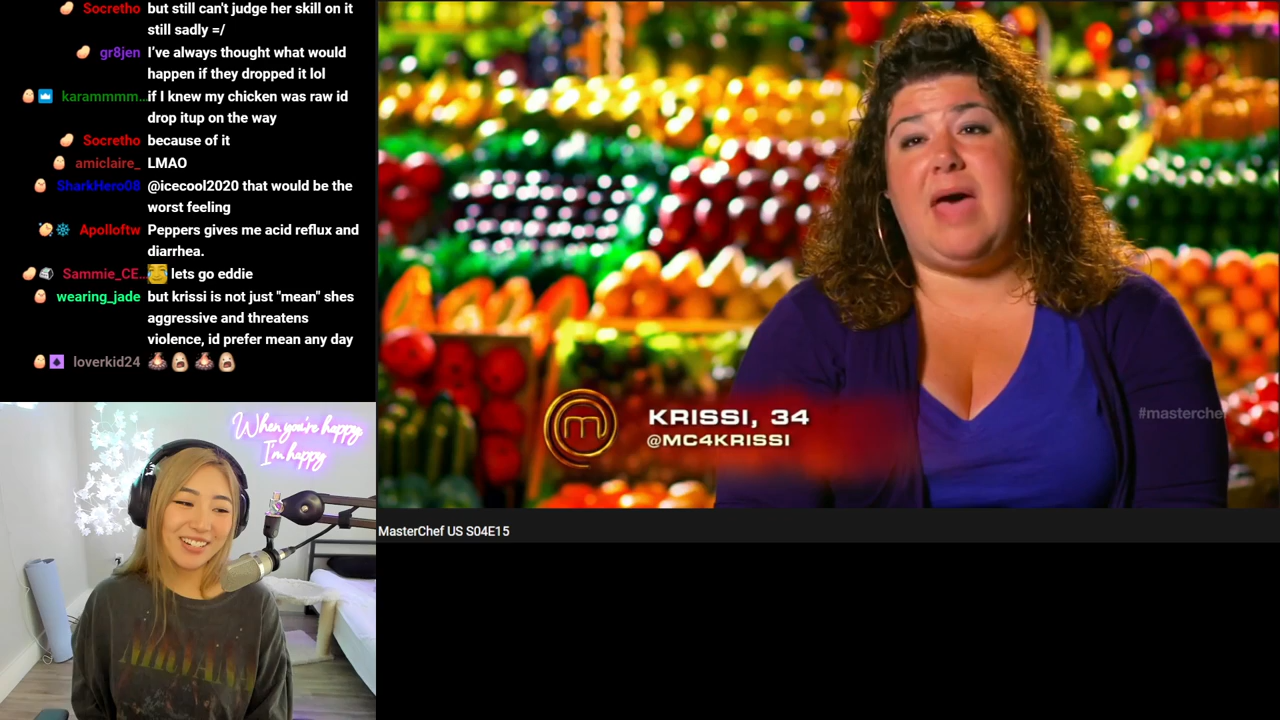 Socretho but still can't judge her skill on it
still sadly =/
gr8jen I've always thought what would
happen if they dropped it lol
karammmm... if I knew my chicken was raw id
drop itup on the way
Socretho because of it
amiclaire_ LMAO
SharkHero08 @icecool2020 that would be the
worst feeling
Apolloftw Peppers gives me acid reflux and
diarrhea.
Sammie_CE... lets go eddie
wearing_jade but krissi is not just "mean" shes
aggressive and threatens
violence, id prefer mean any day
loverkid24
When you're happy
I'm happy
NIRVANA
KRISSI, 34
@MC4KRISSI
#masterche
MasterChef US S04E15